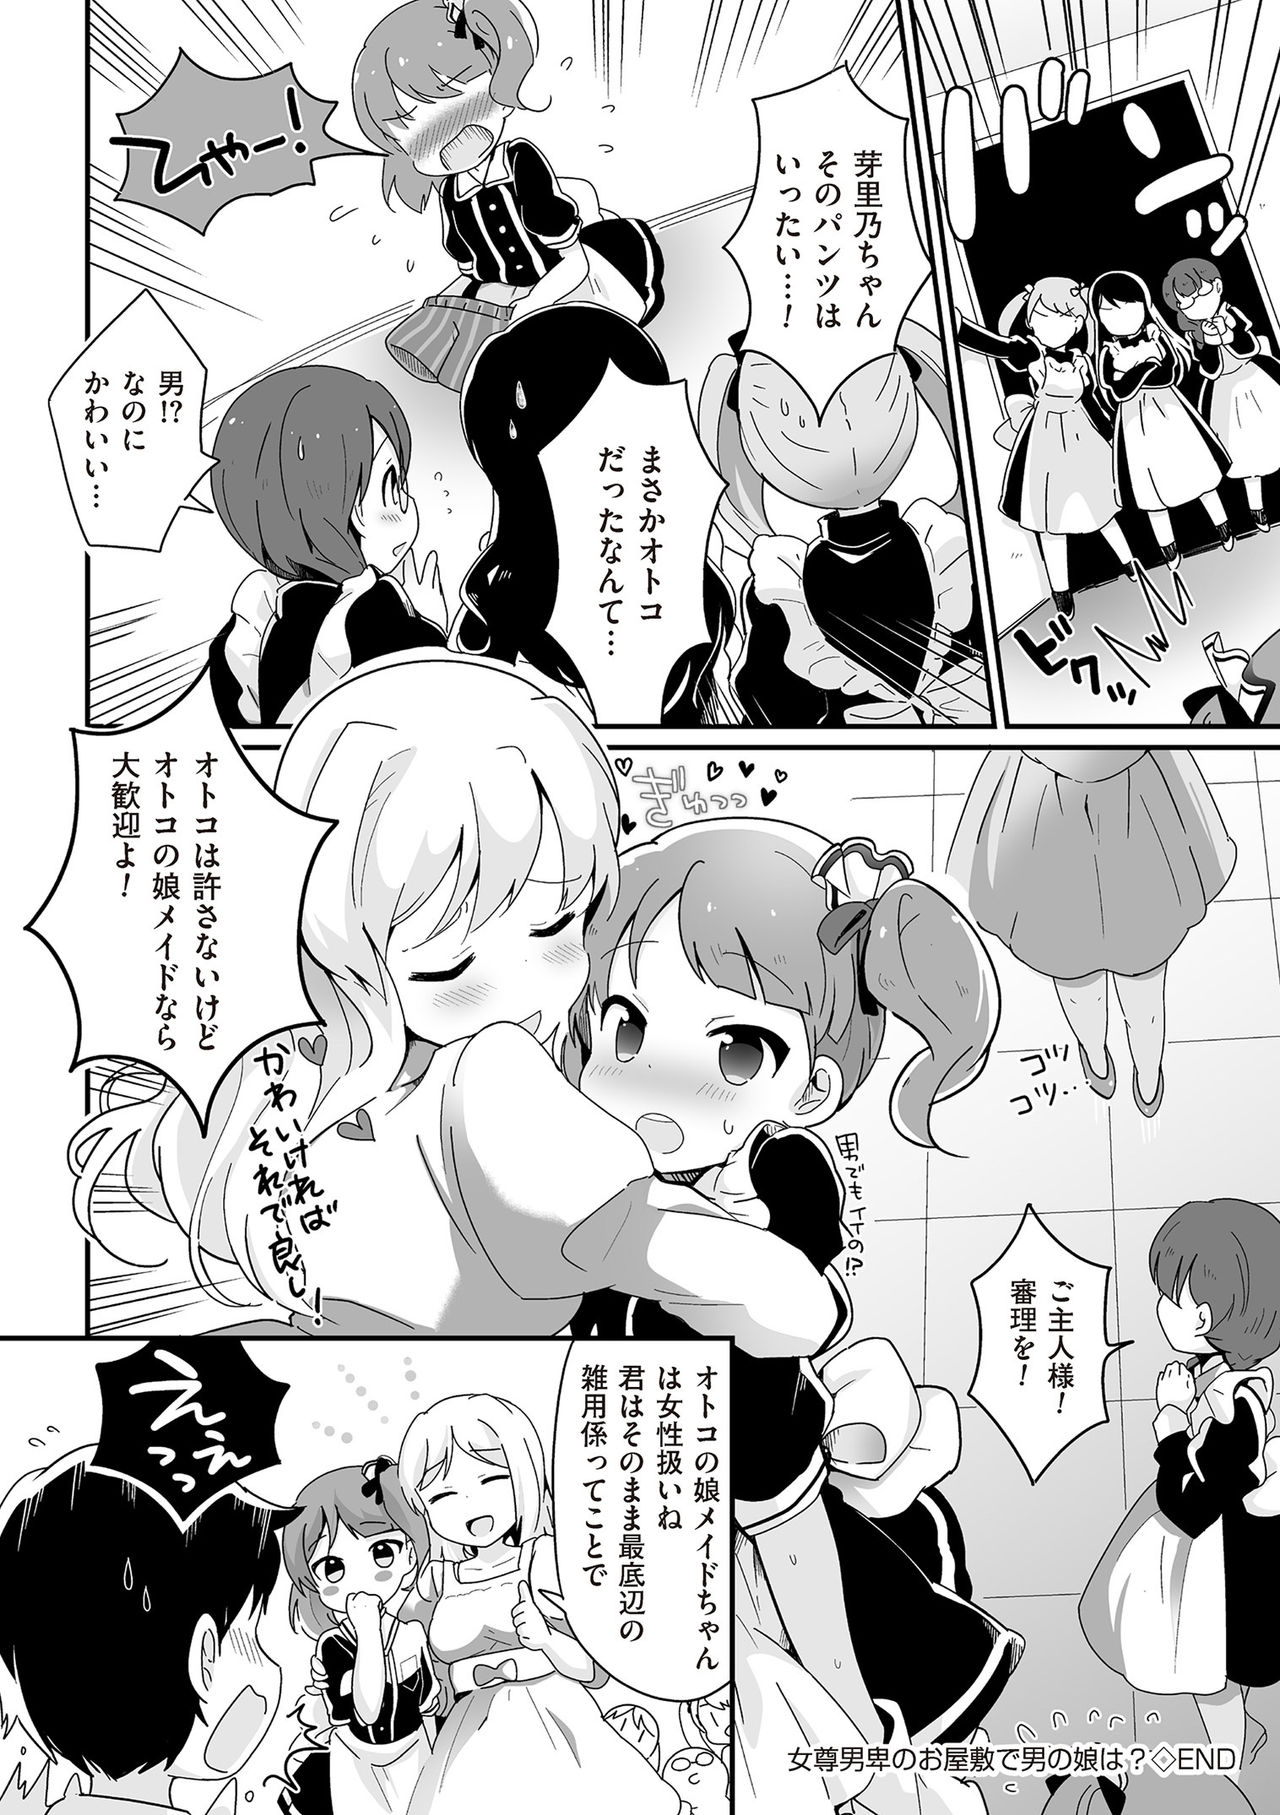 バーン!
ドクッ
芽里乃ちゃん
そのパンツは
いったい…!
ひやー!
まさかオトコ
だったなんて…
男!?
なのに
かわいい…
コツ
コツ…
ご主人様!
審理を!
ぎゅっっ
男でもイイの!?
オトコは許さないけど
オトコの娘メイドなら
大歓迎よ!
かわいければ
それで良し!
オトコの娘メイドちゃん
は女性扱いね
君はそのまま最底辺の
雑用係ってことで
えっっえ
女尊男卑のお屋敷で男の娘は?◇END